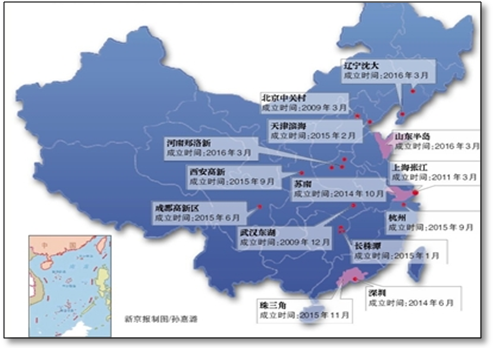 辽宁沈大
成立时间:2016年3月
北京中关村
成立时间:2009年3月
天津滨海
成立时间:2015年2月
山东半岛
成立时间:2016年3月
河南郑洛新
成立时间:2016年3月
西安高新
成立时间:2015年9月
上海张江
成立时间:2011年3月
苏南
成立时间:2014年10月
成都高新区
成立时间:2015年6月
杭州
成立时间:2015年9月
武汉东湖
成立时间:2009年12月
长株潭
成立时间:2015年1月
深圳
成立时间:2014年6月
珠三角
成立时间:2015年11月
新京报制图/孙嘉潞